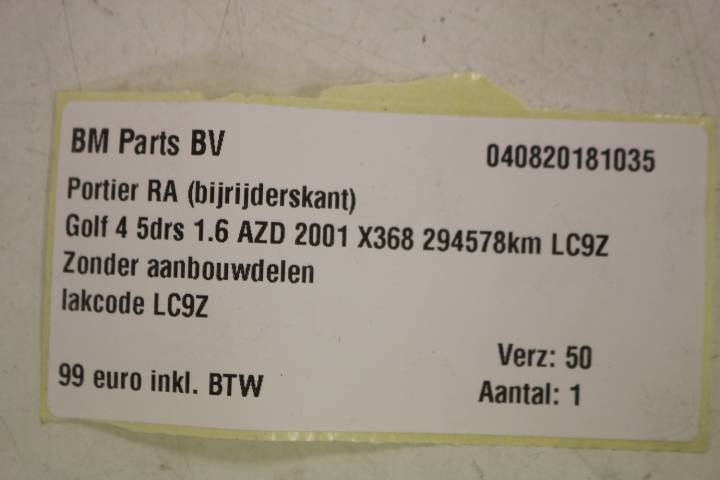 BM Parts BV 040820181035
Portier RA (bijrijderskant)
Golf 4 5drs 1.6 AZD 2001 X368 294578km LC9Z
Zonder aanbouwdelen
lakcode LC9Z
Verz: 50
99 euro inkl. BTW Aantal: 1